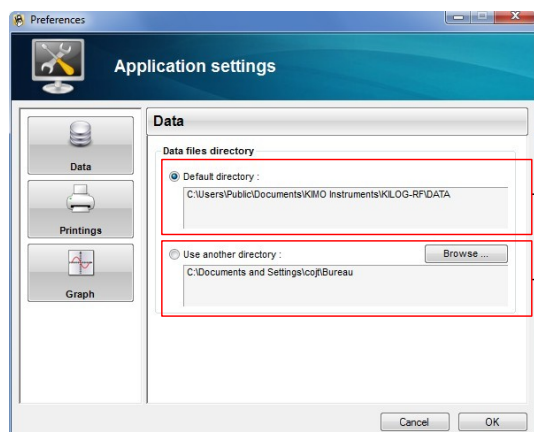 Preferences
Application settings
Data
Printings
Graph
Data
Data files directory
Default directory :
C:\Users\Public\Documents\KIMO Instruments\KILOG-RF\DATA
Use another directory :
Browse ...
C:\Documents and Settings\cojt\Bureau
Cancel
OK